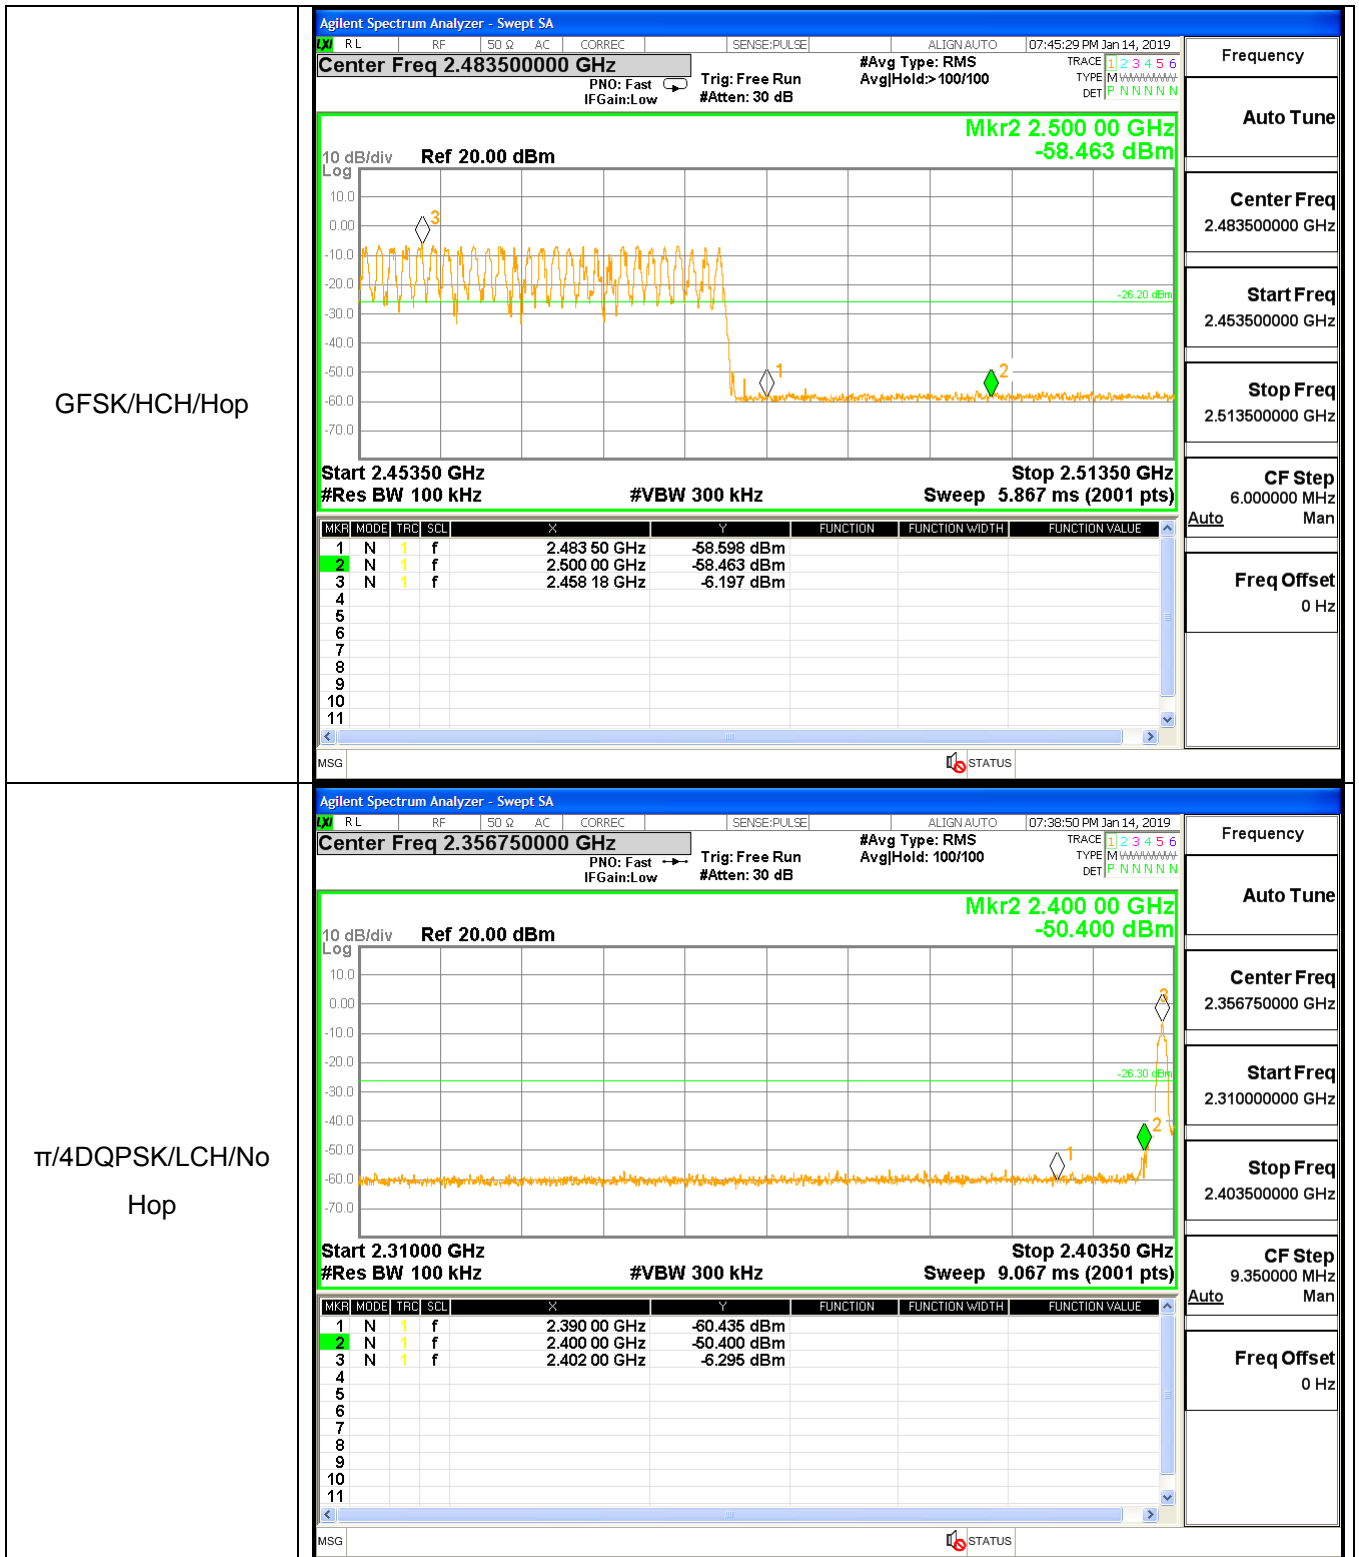 GFSK/HCH/Hop
Agilent Spectrum Analyzer - Swept SA
LXI RL RF 50 Ω AC CORREC SENSE:PULSE ALIGN AUTO 07:45:29 PM Jan 14, 2019
Center Freq 2.483500000 GHz
PNO: Fast
IFGain:Low
Trig: Free Run
#Atten: 30 dB
#Avg Type: RMS
Avg|Hold:>100/100
TRACE 1 2 3 4 5 6
TYPE M WWWWW
DET P N N N N N
Mkr2 2.500 00 GHz
-58.463 dBm
10 dB/div Ref 20.00 dBm
Log
10.0
0.00
-10.0
-20.0
-30.0
-40.0
-50.0
-60.0
-70.0
3
-26.20 dBm
1
2
Start 2.45350 GHz Stop 2.51350 GHz
#Res BW 100 kHz #VBW 300 kHz Sweep 5.867 ms (2001 pts)
MKR MODE TRC SCL X Y FUNCTION FUNCTION WIDTH FUNCTION VALUE
1 N 1 f 2.483 50 GHz -58.598 dBm
2 N 1 f 2.500 00 GHz -58.463 dBm
3 N 1 f 2.458 18 GHz -6.197 dBm
4
5
6
7
8
9
10
11
MSG STATUS
Frequency
Auto Tune
Center Freq
2.483500000 GHz
Start Freq
2.453500000 GHz
Stop Freq
2.513500000 GHz
CF Step
6.000000 MHz
Auto Man
Freq Offset
0 Hz
π/4DQPSK/LCH/No
Hop
Agilent Spectrum Analyzer - Swept SA
LXI RL RF 50 Ω AC CORREC SENSE:PULSE ALIGN AUTO 07:38:50 PM Jan 14, 2019
Center Freq 2.356750000 GHz
PNO: Fast
IFGain:Low
Trig: Free Run
#Atten: 30 dB
#Avg Type: RMS
Avg|Hold: 100/100
TRACE 1 2 3 4 5 6
TYPE M WWWWW
DET P N N N N N
Mkr2 2.400 00 GHz
-50.400 dBm
10 dB/div Ref 20.00 dBm
Log
10.0
0.00
-10.0
-20.0
-30.0
-40.0
-50.0
-60.0
-70.0
3
-26.30 dBm
2
1
Start 2.31000 GHz Stop 2.40350 GHz
#Res BW 100 kHz #VBW 300 kHz Sweep 9.067 ms (2001 pts)
MKR MODE TRC SCL X Y FUNCTION FUNCTION WIDTH FUNCTION VALUE
1 N 1 f 2.390 00 GHz -60.435 dBm
2 N 1 f 2.400 00 GHz -50.400 dBm
3 N 1 f 2.402 00 GHz -6.295 dBm
4
5
6
7
8
9
10
11
MSG STATUS
Frequency
Auto Tune
Center Freq
2.356750000 GHz
Start Freq
2.310000000 GHz
Stop Freq
2.403500000 GHz
CF Step
9.350000 MHz
Auto Man
Freq Offset
0 Hz